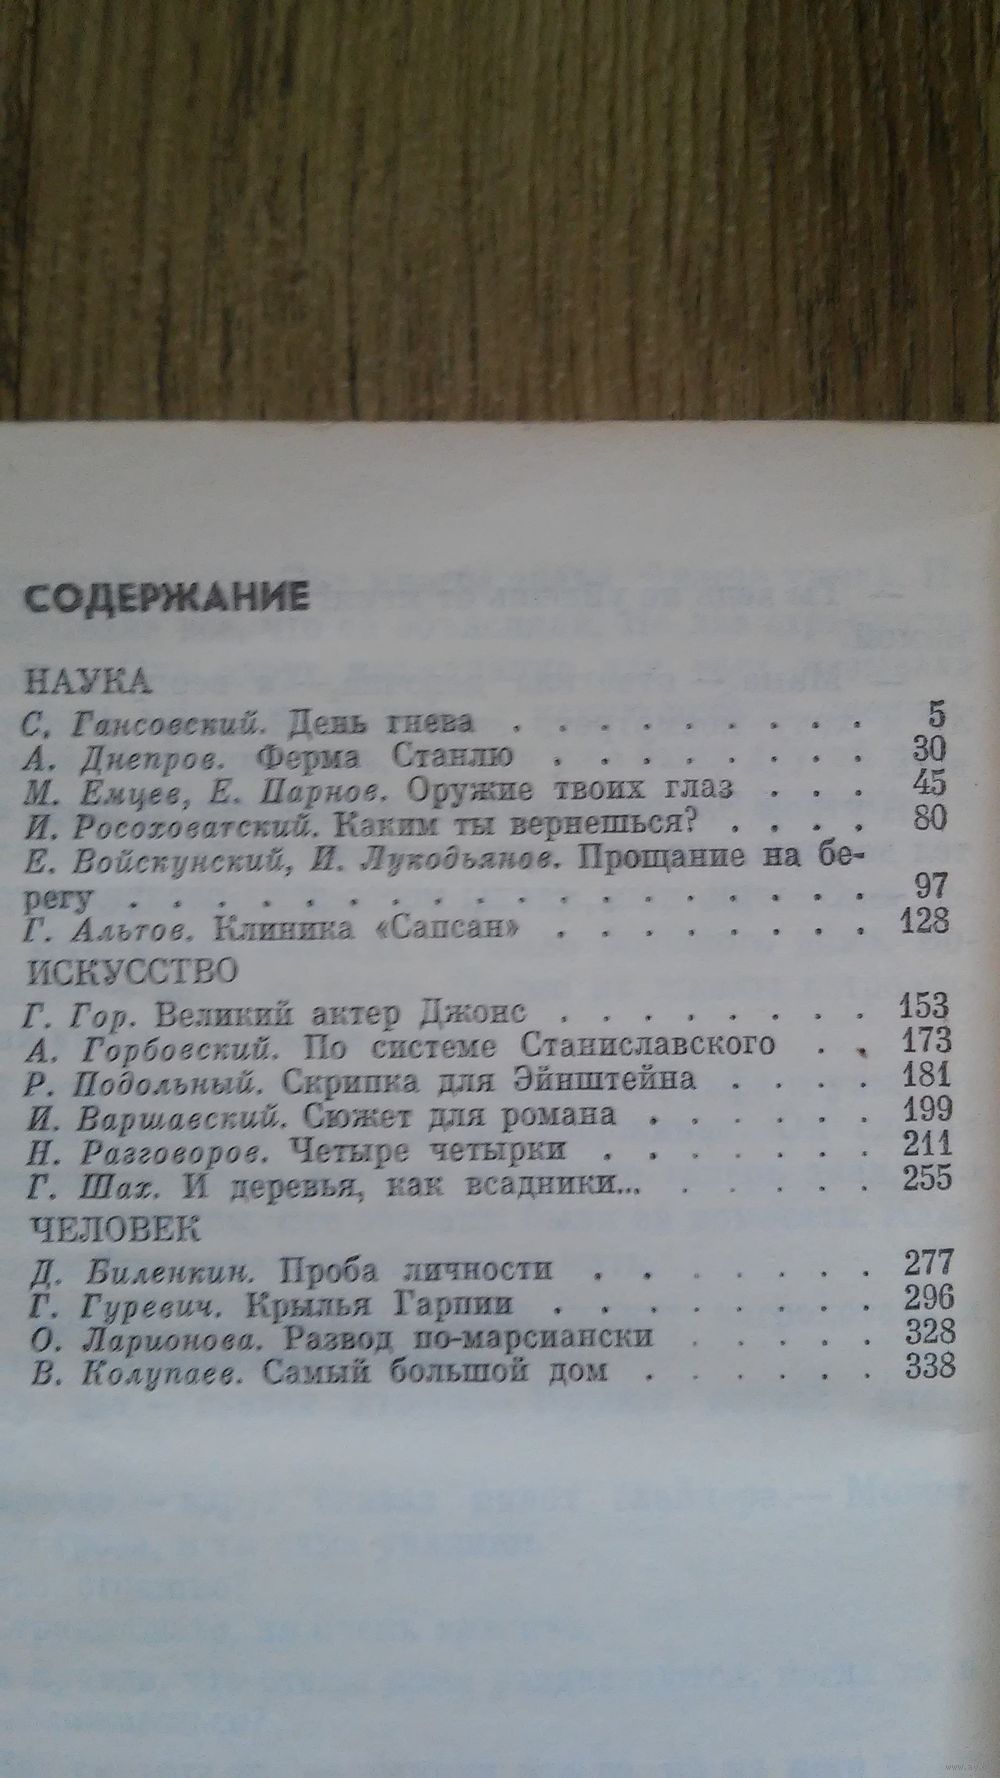 СОДЕРЖАНИЕ
НАУКА
С. Гансовский. День гнева . . . . . . . . . 5
А. Днепров. Ферма Станлю . . . . . . . . 30
М. Емцев, Е. Парнов. Оружие твоих глаз . . . 45
И. Росоховатский. Каким ты вернешься? . . . . 80
Е. Войскунский, И. Лукодьянов. Прощание на бе-
регу . . . . . . . . . . . . . . . . . 97
Г. Альтов. Клиника «Сапсан» . . . . . . . . 128
ИСКУССТВО
Г. Гор. Великий актер Джонс . . . . . . . . 153
А. Горбовский. По системе Станиславского . . 173
Р. Подольный. Скрипка для Эйнштейна . . . . 181
И. Варшавский. Сюжет для романа . . . . . . 199
Н. Разговоров. Четыре четырки . . . . . . . 211
Г. Шах. И деревья, как всадники... . . . . . 255
ЧЕЛОВЕК
Д. Биленкин. Проба личности . . . . . . . 277
Г. Гуревич. Крылья Гарпии . . . . . . . . 296
О. Ларионова. Развод по-марсиански . . . . . 328
В. Колупаев. Самый большой дом . . . . . . 338